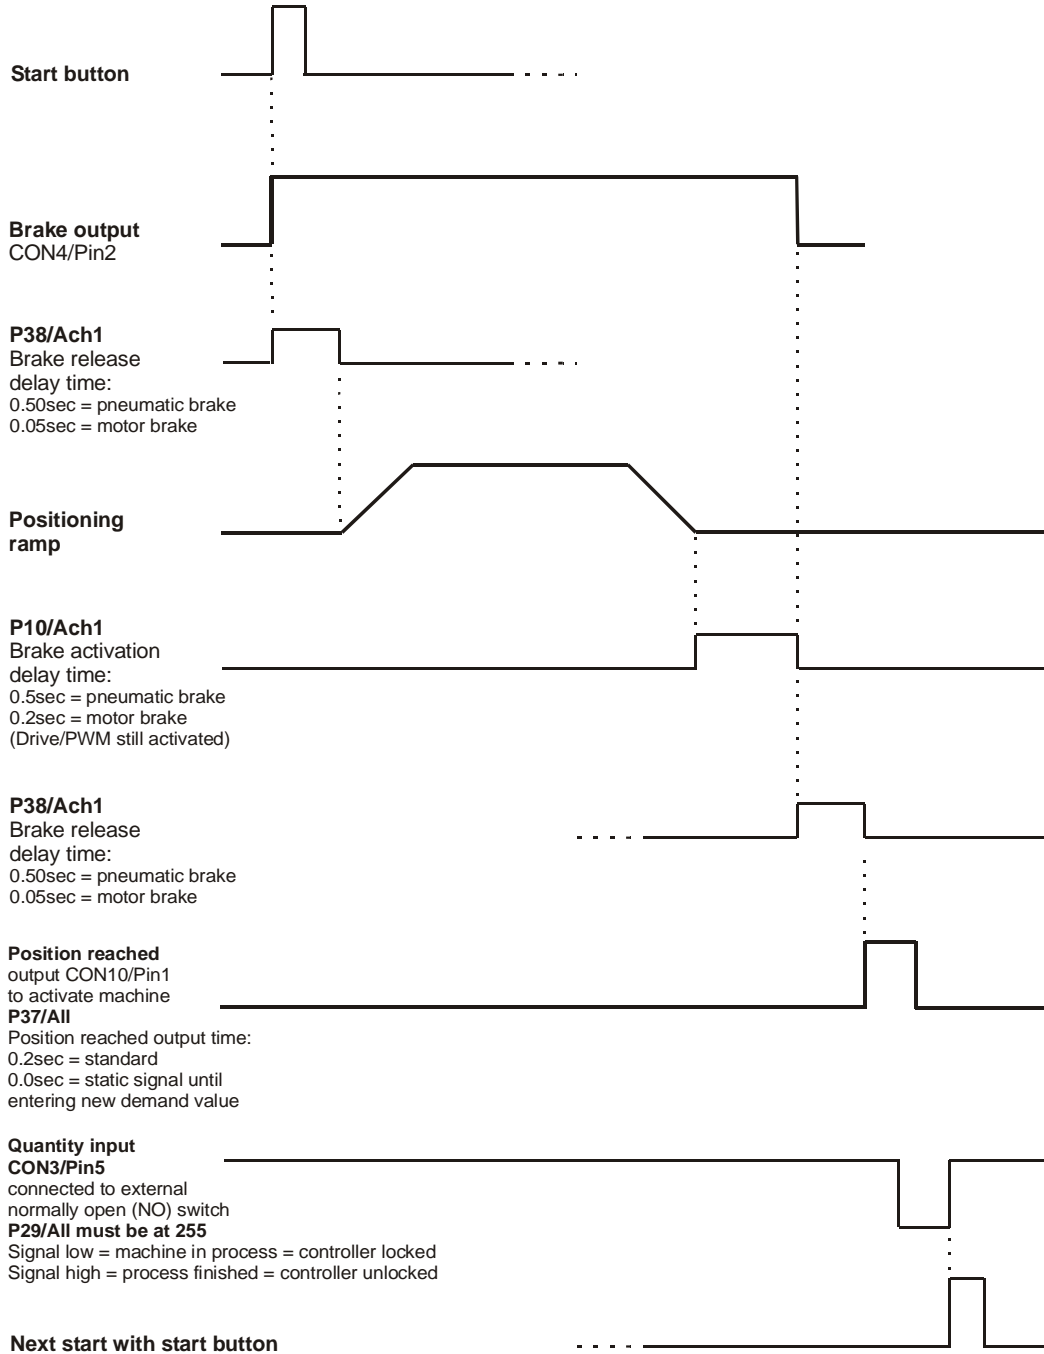 Start button
Brake output
CON4/Pin2
P38/Ach1
Brake release
delay time:
0.50sec = pneumatic brake
0.05sec = motor brake
Positioning
ramp
P10/Ach1
Brake activation
delay time:
0.5sec = pneumatic brake
0.2sec = motor brake
(Drive/PWM still activated)
P38/Ach1
Brake release
delay time:
0.50sec = pneumatic brake
0.05sec = motor brake
Position reached
output CON10/Pin1
to activate machine
P37/All
Position reached output time:
0.2sec = standard
0.0sec = static signal until
entering new demand value
Quantity input
CON3/Pin5
connected to external
normally open (NO) switch
P29/All must be at 255
Signal low = machine in process = controller locked
Signal high = process finished = controller unlocked
Next start with start button